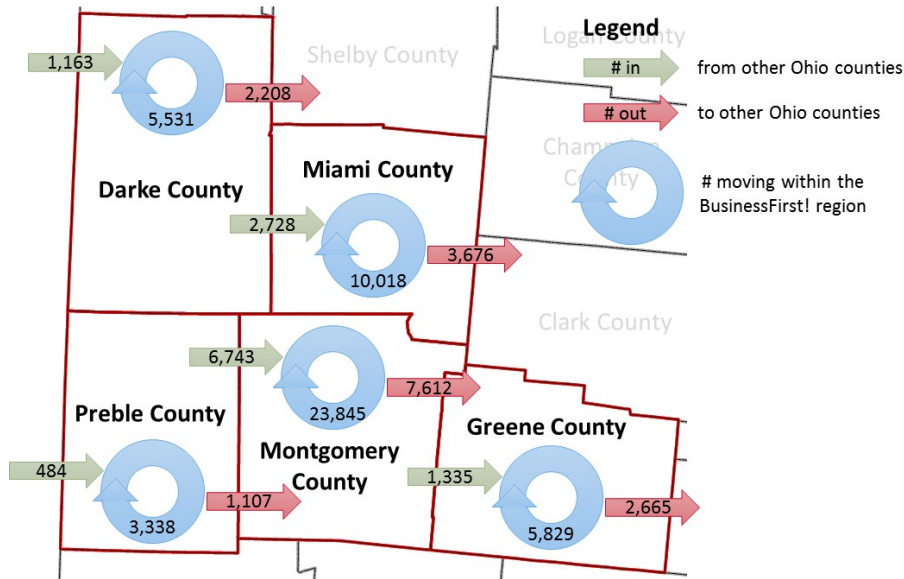 Shelby County
Logan County
Legend
1,163
# in
from other Ohio counties
2,208
# out
to other Ohio counties
5,531
Champaign
County
Darke County
Miami County
# moving within the
BusinessFirst! region
2,728
3,676
10,018
Clark County
6,743
7,612
23,845
Preble County
Greene County
Montgomery
County
484
1,335
1,107
2,665
3,338
5,829